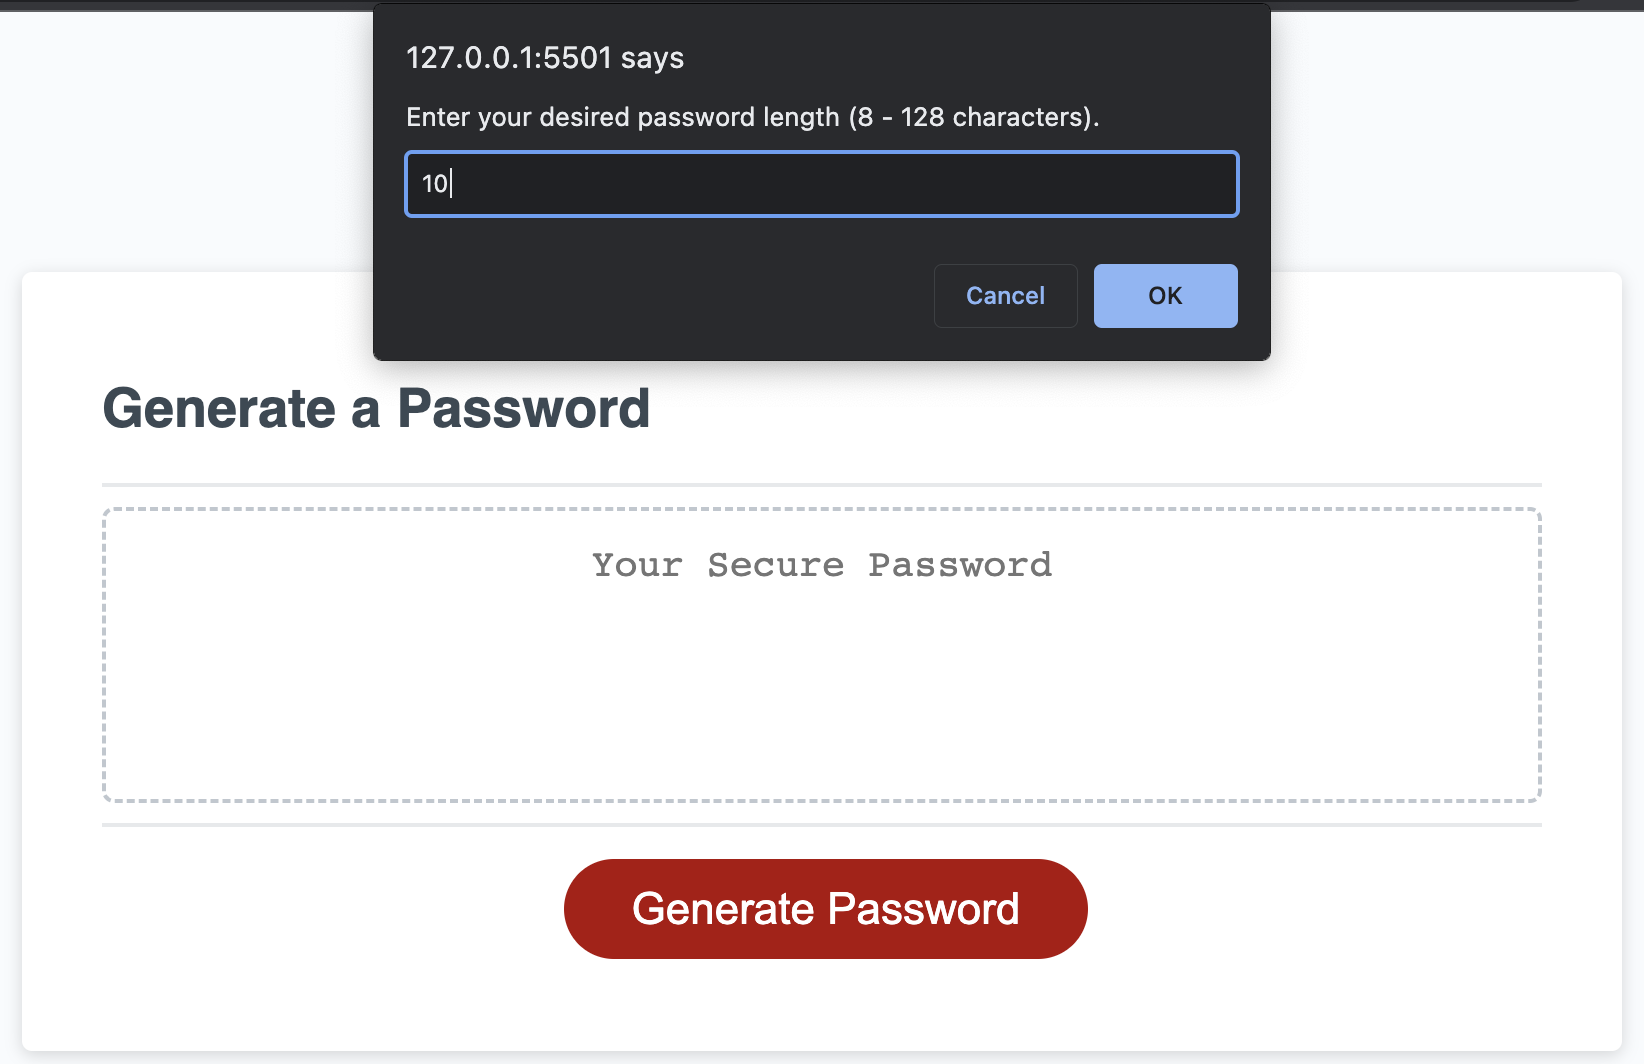 127.0.0.1:5501 says
Enter your desired password length (8 - 128 characters).
10
Cancel
OK
Generate a Password
Your Secure Password
Generate Password